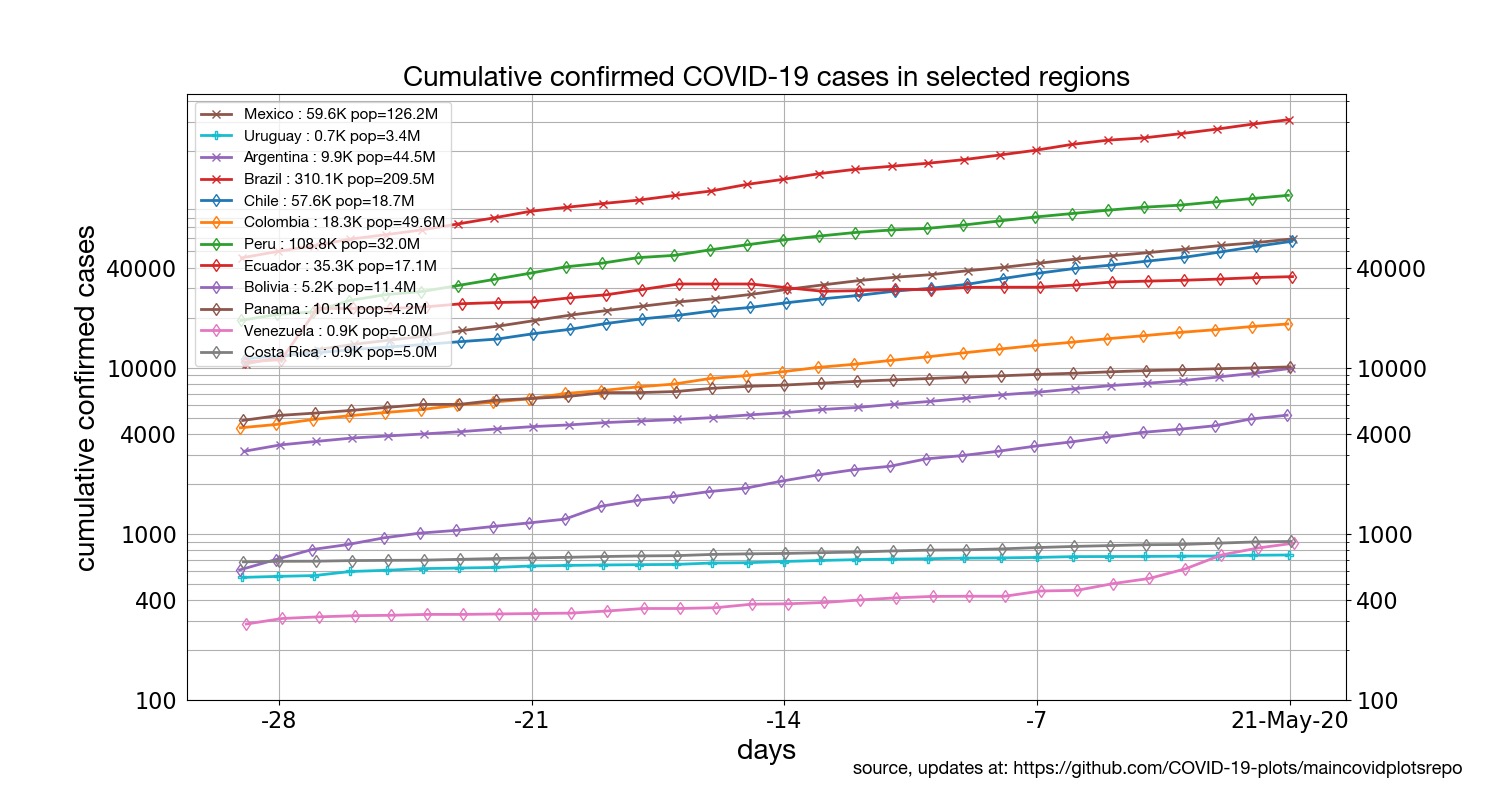 Cumulative confirmed COVID-19 cases in selected regions
Mexico : 59.6K pop=126.2M
Uruguay : 0.7K pop=3.4M
Argentina : 9.9K pop=44.5M
Brazil : 310.1K pop=209.5M
Chile : 57.6K pop=18.7M
Colombia : 18.3K pop=49.6M
Peru : 108.8K pop=32.0M
Ecuador : 35.3K pop=17.1M
Bolivia : 5.2K pop=11.4M
Panama : 10.1K pop=4.2M
Venezuela : 0.9K pop=0.0M
Costa Rica : 0.9K pop=5.0M
cumulative confirmed cases
40000
10000
4000
1000
400
100
40000
10000
4000
1000
400
100
-28
-21
-14
-7
21-May-20
days
source, updates at: https://github.com/COVID-19-plots/maincovidplotsrepo